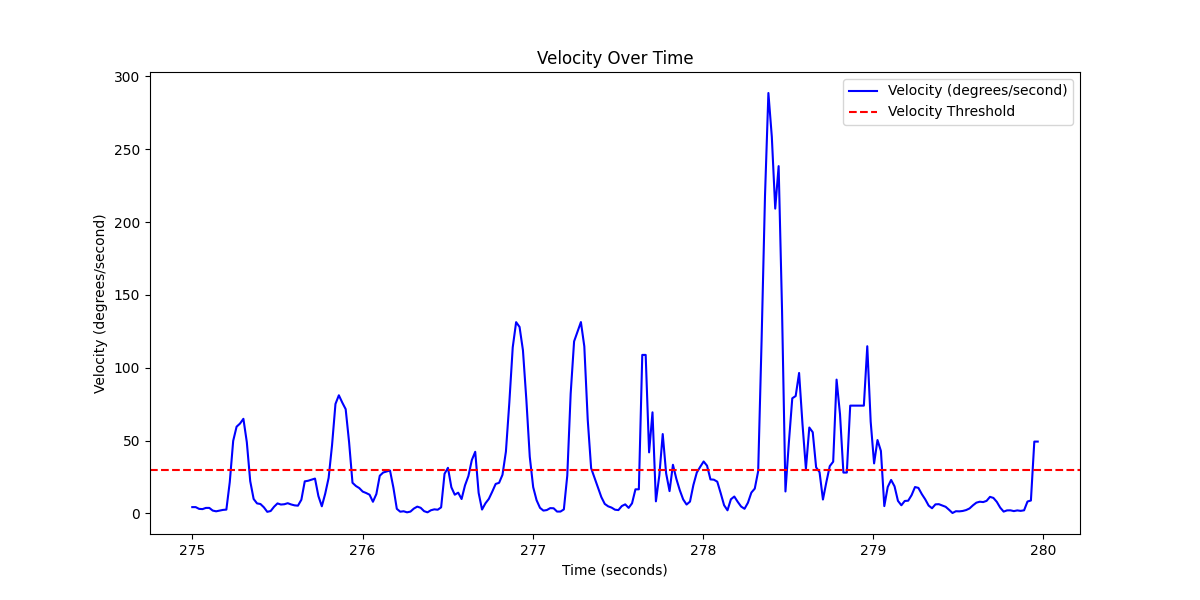 Velocity Over Time
Velocity (degrees/second)
Velocity Threshold
300
250
200
150
100
50
0
Velocity (degrees/second)
275
276
277
278
279
280
Time (seconds)